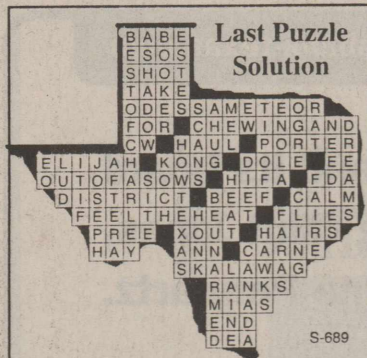 Last Puzzle
Solution
BABE
ESOS
SHOT
TAKE
ODESSAMETEOR
FOR CHEWINGAND
CW HAUL PORTER
ELIJAH KONG DOLE EE
OUTOFASOWS HIFA FDA
DISTRICT BEEF CALM
FEELTHEHEAT FLIES
PREE XOUT HAIRS
HAY ANN CARNE
SKALAWAG
RANKS
MIAS
END
DEA
S-689